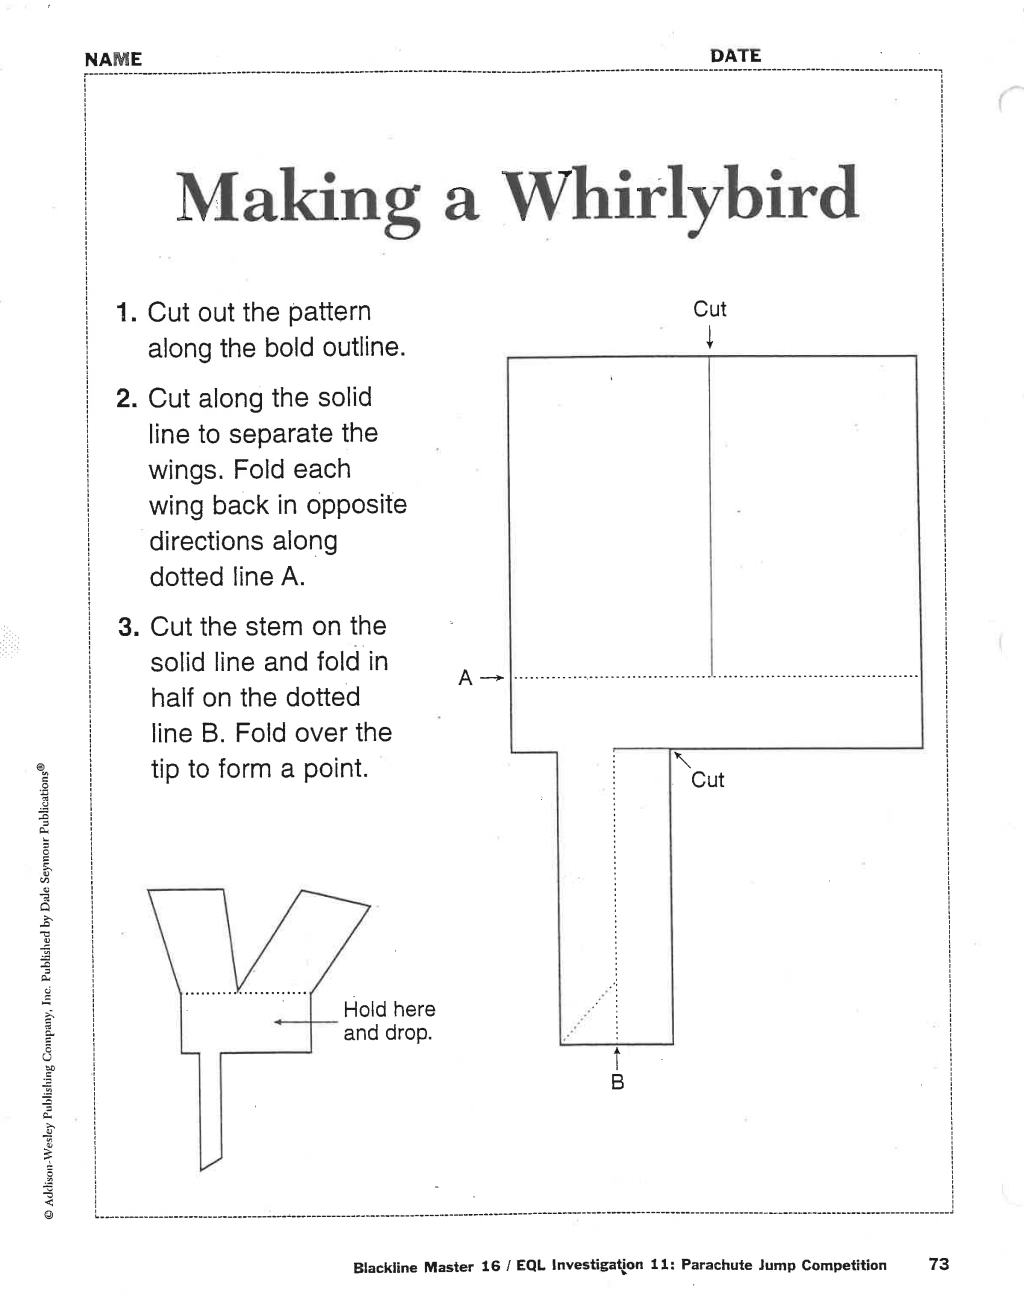 NAME DATE
Making a Whirlybird
1. Cut out the pattern
along the bold outline.
2. Cut along the solid
line to separate the
wings. Fold each
wing back in opposite
directions along
dotted line A.
3. Cut the stem on the
solid line and fold in
half on the dotted
line B. Fold over the
tip to form a point.
Cut
A
Cut
B
Hold here
and drop.
© Addison-Wesley Publishing Company, Inc. Published by Dale Seymour Publications®
Blackline Master 16 / EQL Investigation 11: Parachute Jump Competition 73